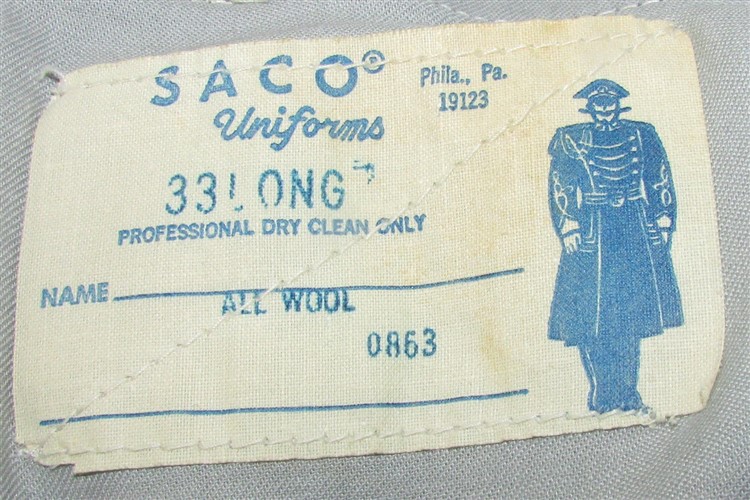 SACO®
Uniforms
Phila., Pa.
19123
33LONG
PROFESSIONAL DRY CLEAN ONLY
NAME
ALL WOOL
0863